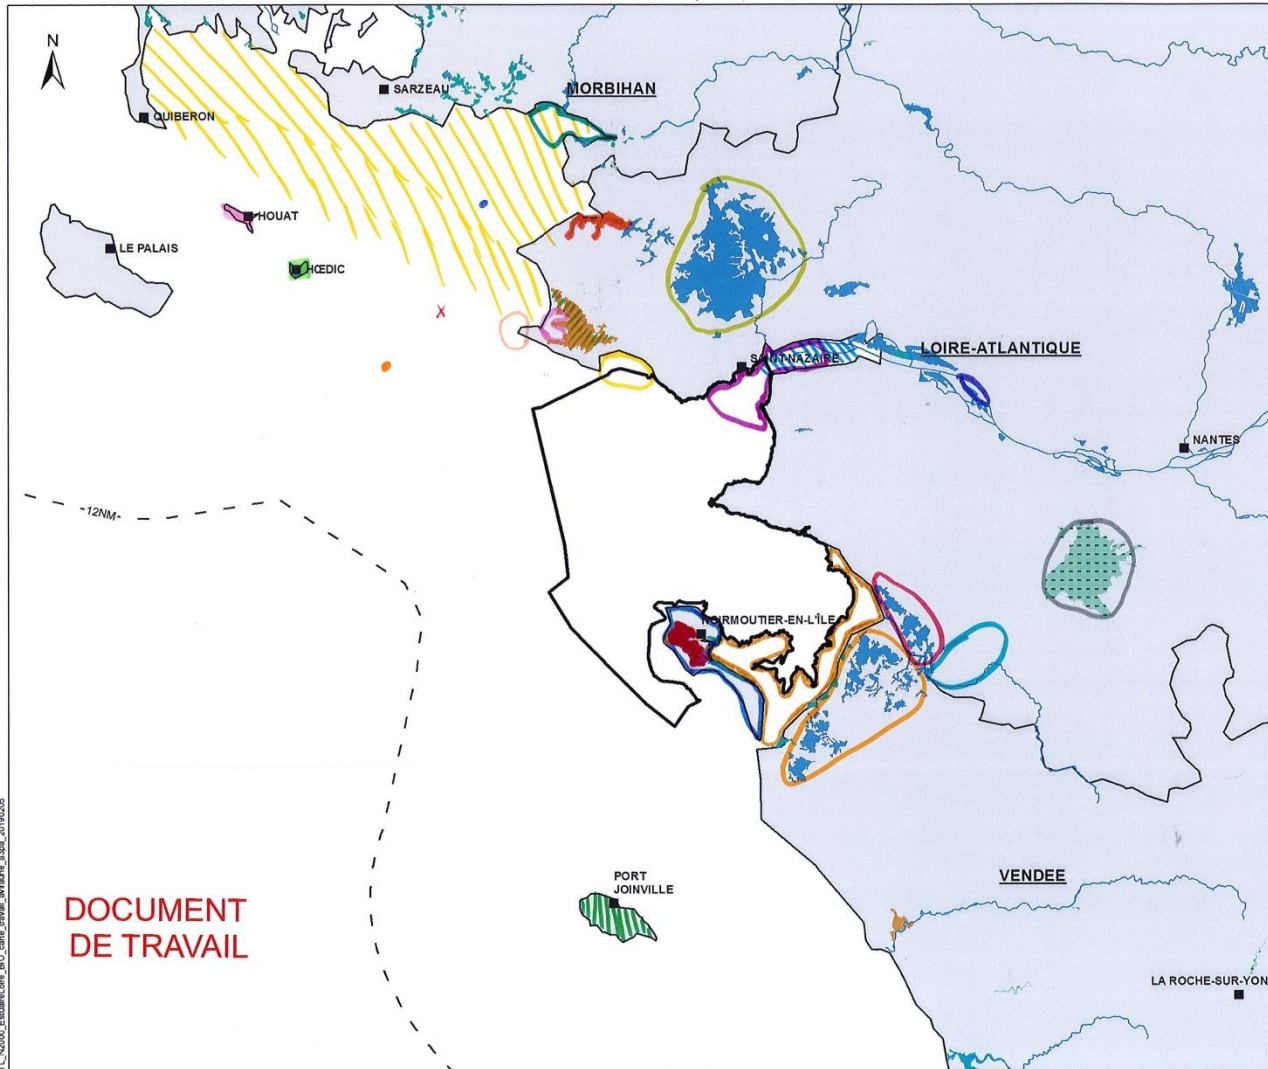 N
SARZEAU
MORBIHAN
QUIBERON
HOUAT
LE PALAIS
HŒDIC
SAINT-NAZAIRE
LOIRE-ATLANTIQUE
NANTES
-12NM-
NOIRMOUTIER-EN-L'ÎLE
PORT
JOINVILLE
VENDEE
DOCUMENT
DE TRAVAIL
LA ROCHE-SUR-YON